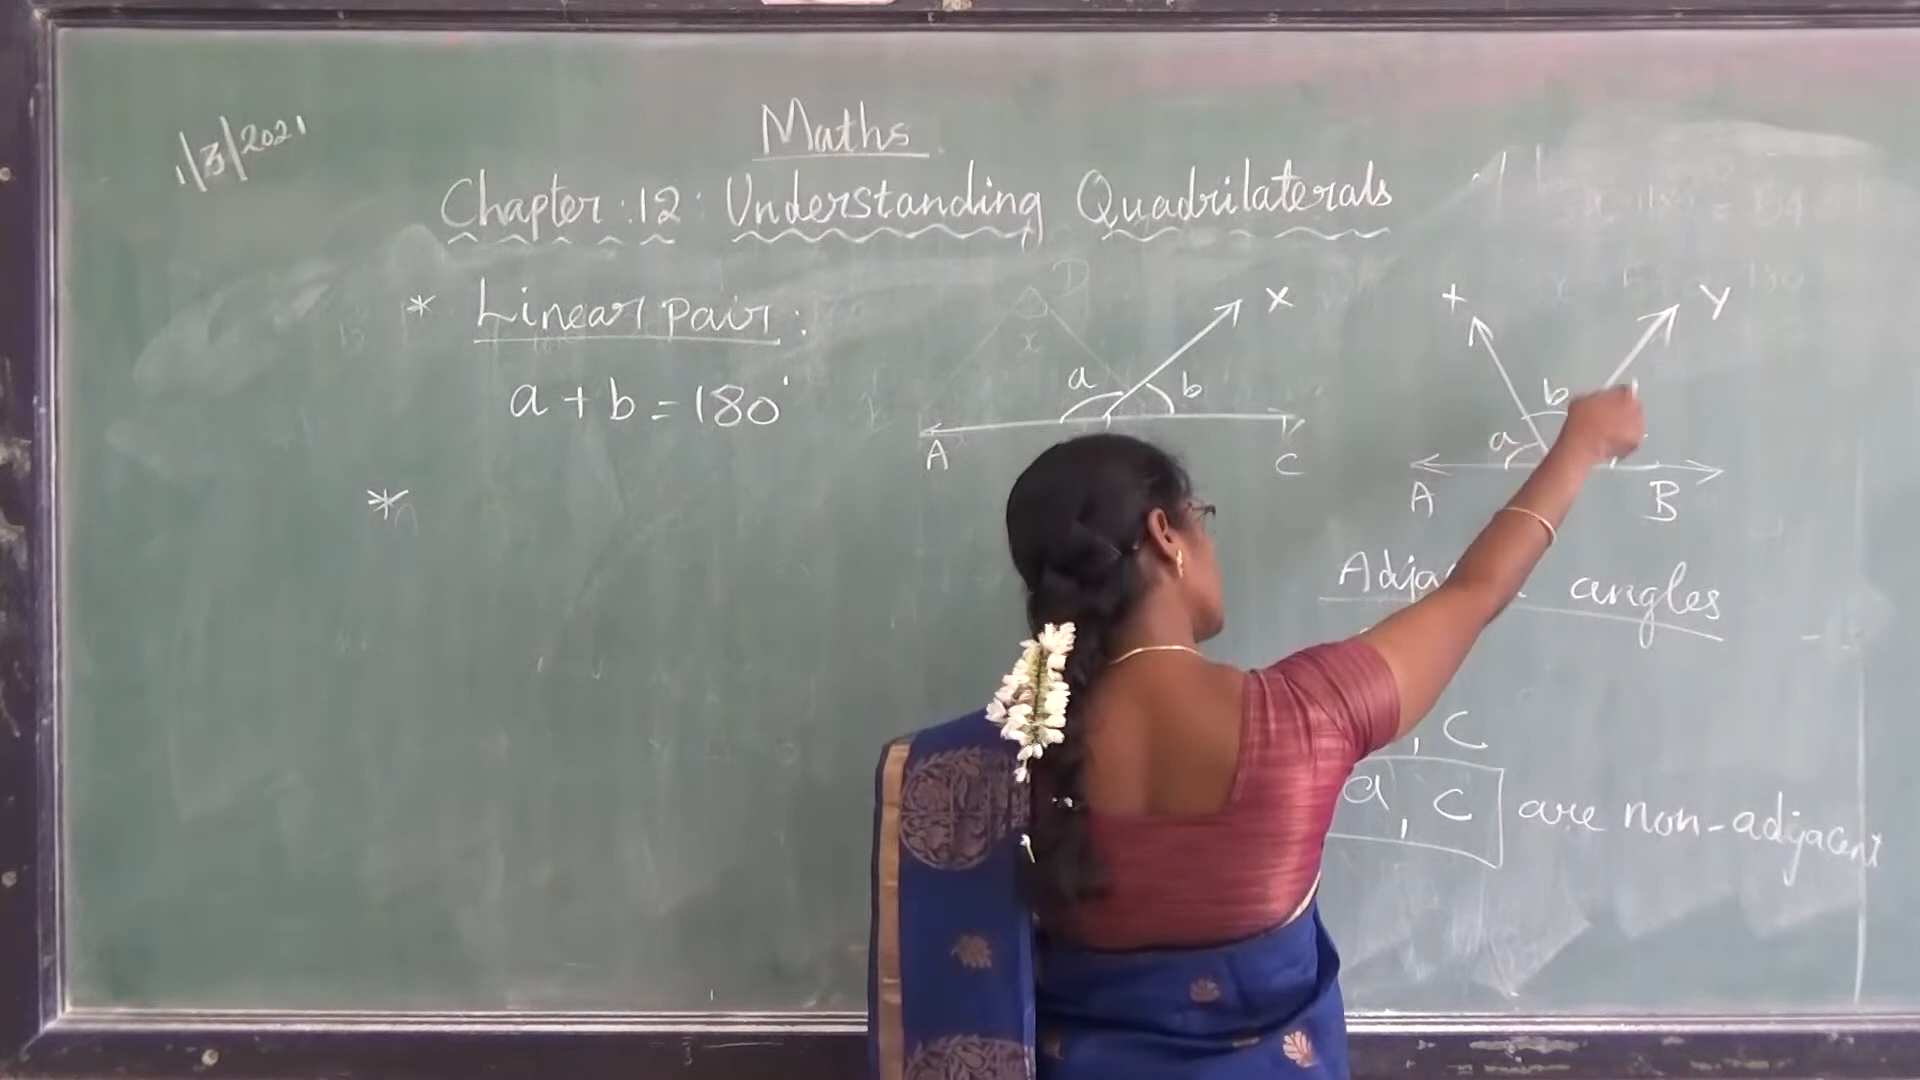 1/3/2021
Maths
Chapter : 12 : Understanding Quadrilaterals
* Linear pair :
a + b = 180°
*
X
a
b
A
C
Y
b
a
A
B
angles
, C
a, c are non-adjacent